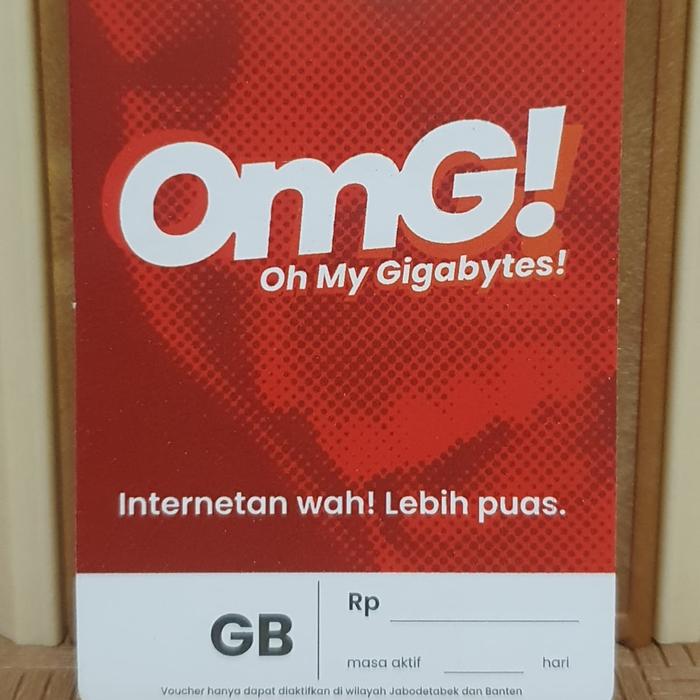 OmG!
Oh My Gigabytes!
Internetan wah! Lebih puas.
GB
Rp
masa aktif hari
Voucher hanya dapat diaktifkan di wilayah Jabodetabek dan Banten